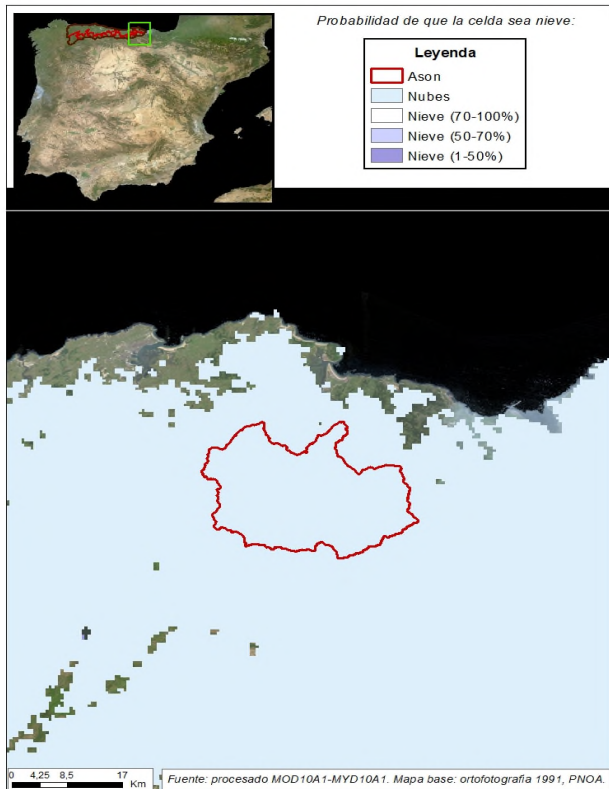 Probabilidad de que la celda sea nieve:
Leyenda
Ason
Nubes
Nieve (70-100%)
Nieve (50-70%)
Nieve (1-50%)
0 4,25 8,5 17
Km
Fuente: procesado MOD10A1-MYD10A1. Mapa base: ortofotografia 1991, PNOA.